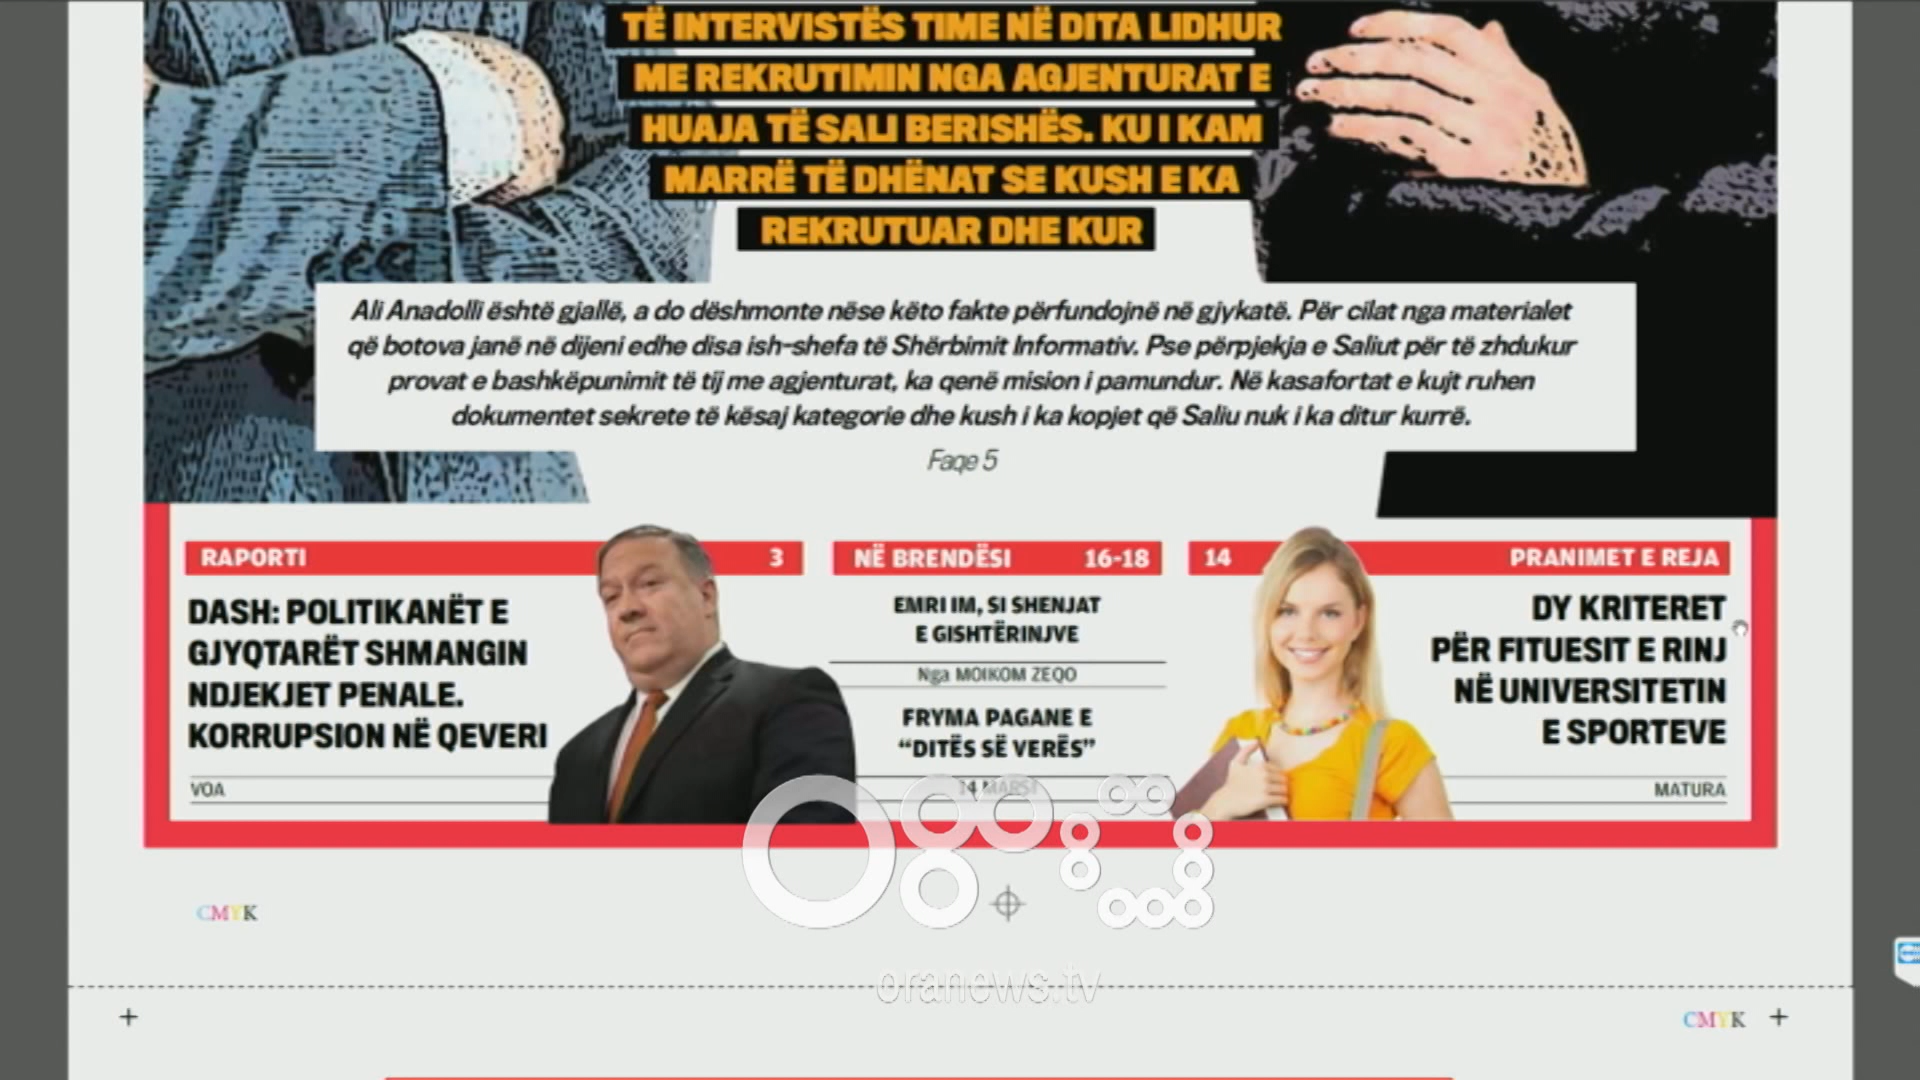 TË INTERVISTËS TIME NË DITA LIDHUR
ME REKRUTIMIN NGA AGJENTURAT E
HUAJA TË SALI BERISHËS. KU I KAM
MARRË TË DHËNAT SE KUSH E KA
REKRUTUAR DHE KUR
Ali Anadolli është gjallë, a do dëshmonte nëse këto fakte përfundojnë në gjykatë. Për cilat nga materialet
që botova janë në dijeni edhe disa ish-shefa të Shërbimit Informativ. Pse përpjekja e Saliut për të zhdukur
provat e bashkëpunimit të tij me agjenturat, ka qenë mision i pamundur. Në kasafortat e kujt ruhen
dokumentet sekrete të kësaj kategorie dhe kush i ka kopjet që Saliu nuk i ka ditur kurrë.
Faqe 5
RAPORTI 3
DASH: POLITIKANËT E
GJYQTARËT SHMANGIN
NDJEKJET PENALE.
KORRUPSION NË QEVERI
VOA
NË BRENDËSI 16-18
EMRI IM, SI SHENJAT
E GISHTËRINJVE
Nga MOIKOM ZEQO
FRYMA PAGANE E
“DITËS SË VERËS”
14 MARSI
14 PRANIMET E REJA
DY KRITERET
PËR FITUESIT E RINJ
NË UNIVERSITETIN
E SPORTEVE
MATURA
CMYK
oranews.tv
CMYK